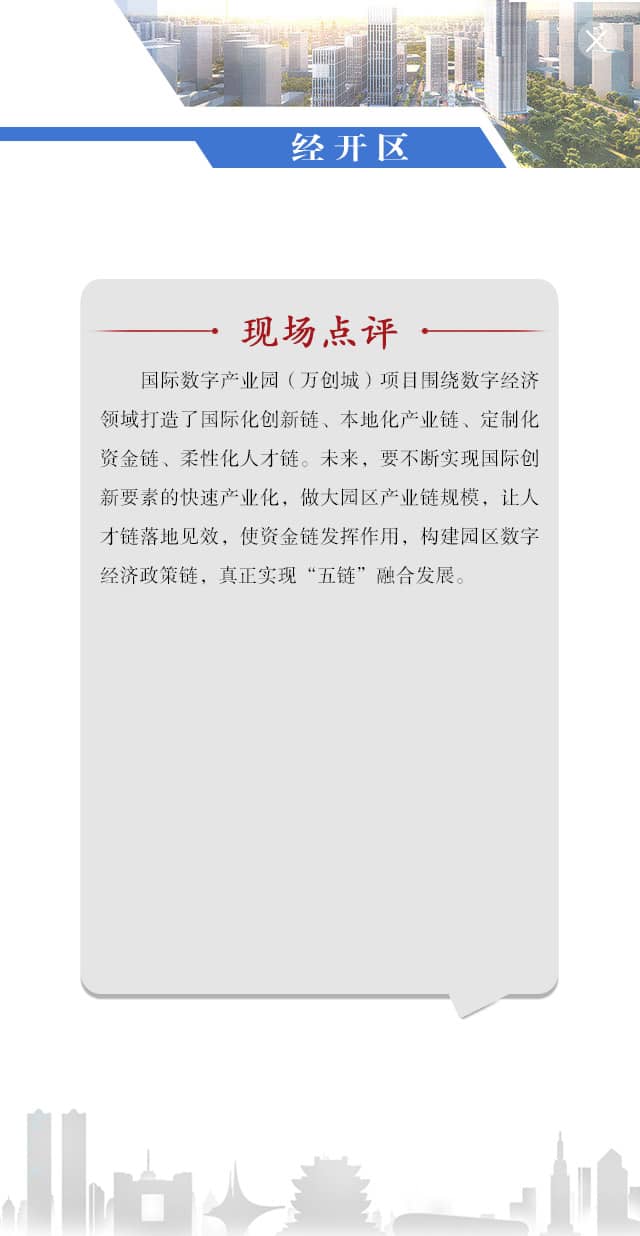 经开区
现场点评
国际数字产业园（万创城）项目围绕数字经济
领域打造了国际化创新链、本地化产业链、定制化
资金链、柔性化人才链。未来，要不断实现国际创
新要素的快速产业化，做大园区产业链规模，让人
才链落地见效，使资金链发挥作用，构建园区数字
经济政策链，真正实现“五链”融合发展。